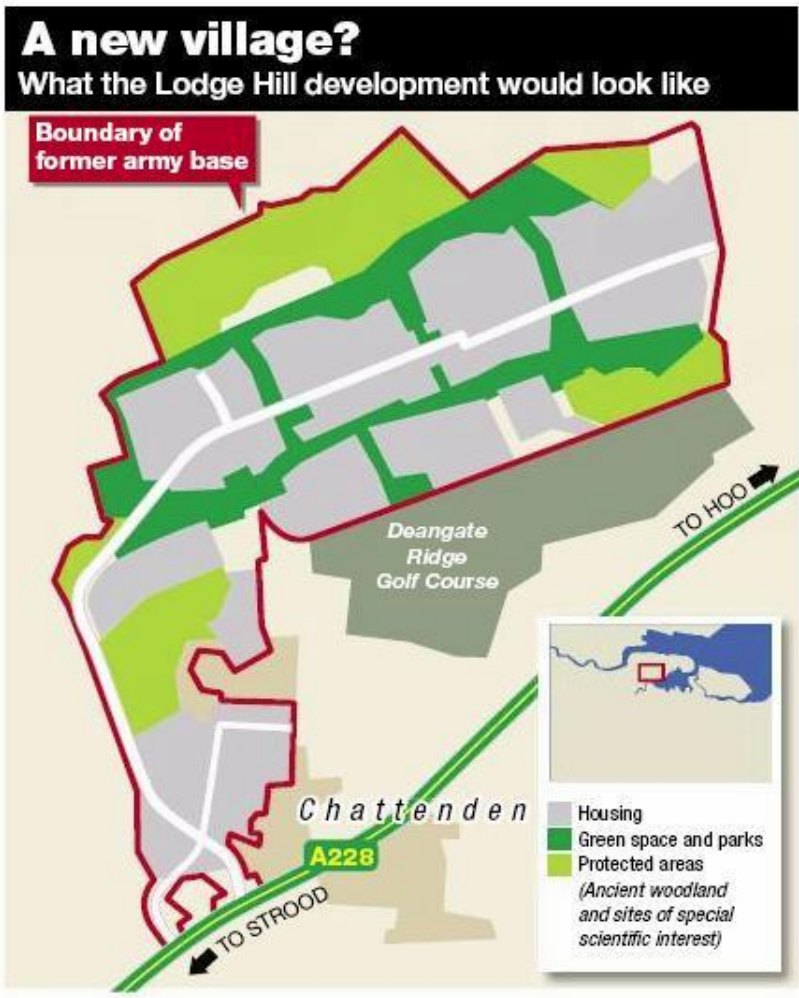 A new village?
What the Lodge Hill development would look like
Boundary of
former army base
Deangate
Ridge
Golf Course
TO HOO
Chattenden
A228
TO STROOD
Housing
Green space and parks
Protected areas
(Ancient woodland
and sites of special
scientific interest)